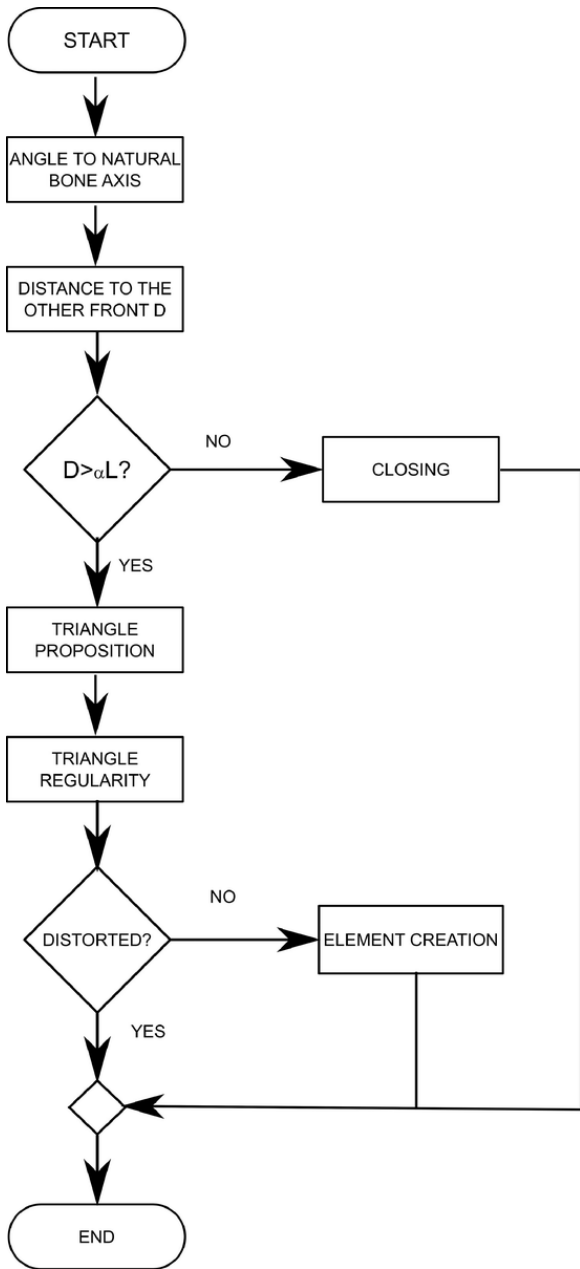 START
ANGLE TO NATURAL
BONE AXIS
DISTANCE TO THE
OTHER FRONT D
D>αL?
NO
CLOSING
YES
TRIANGLE
PROPOSITION
TRIANGLE
REGULARITY
DISTORTED?
NO
ELEMENT CREATION
YES
END